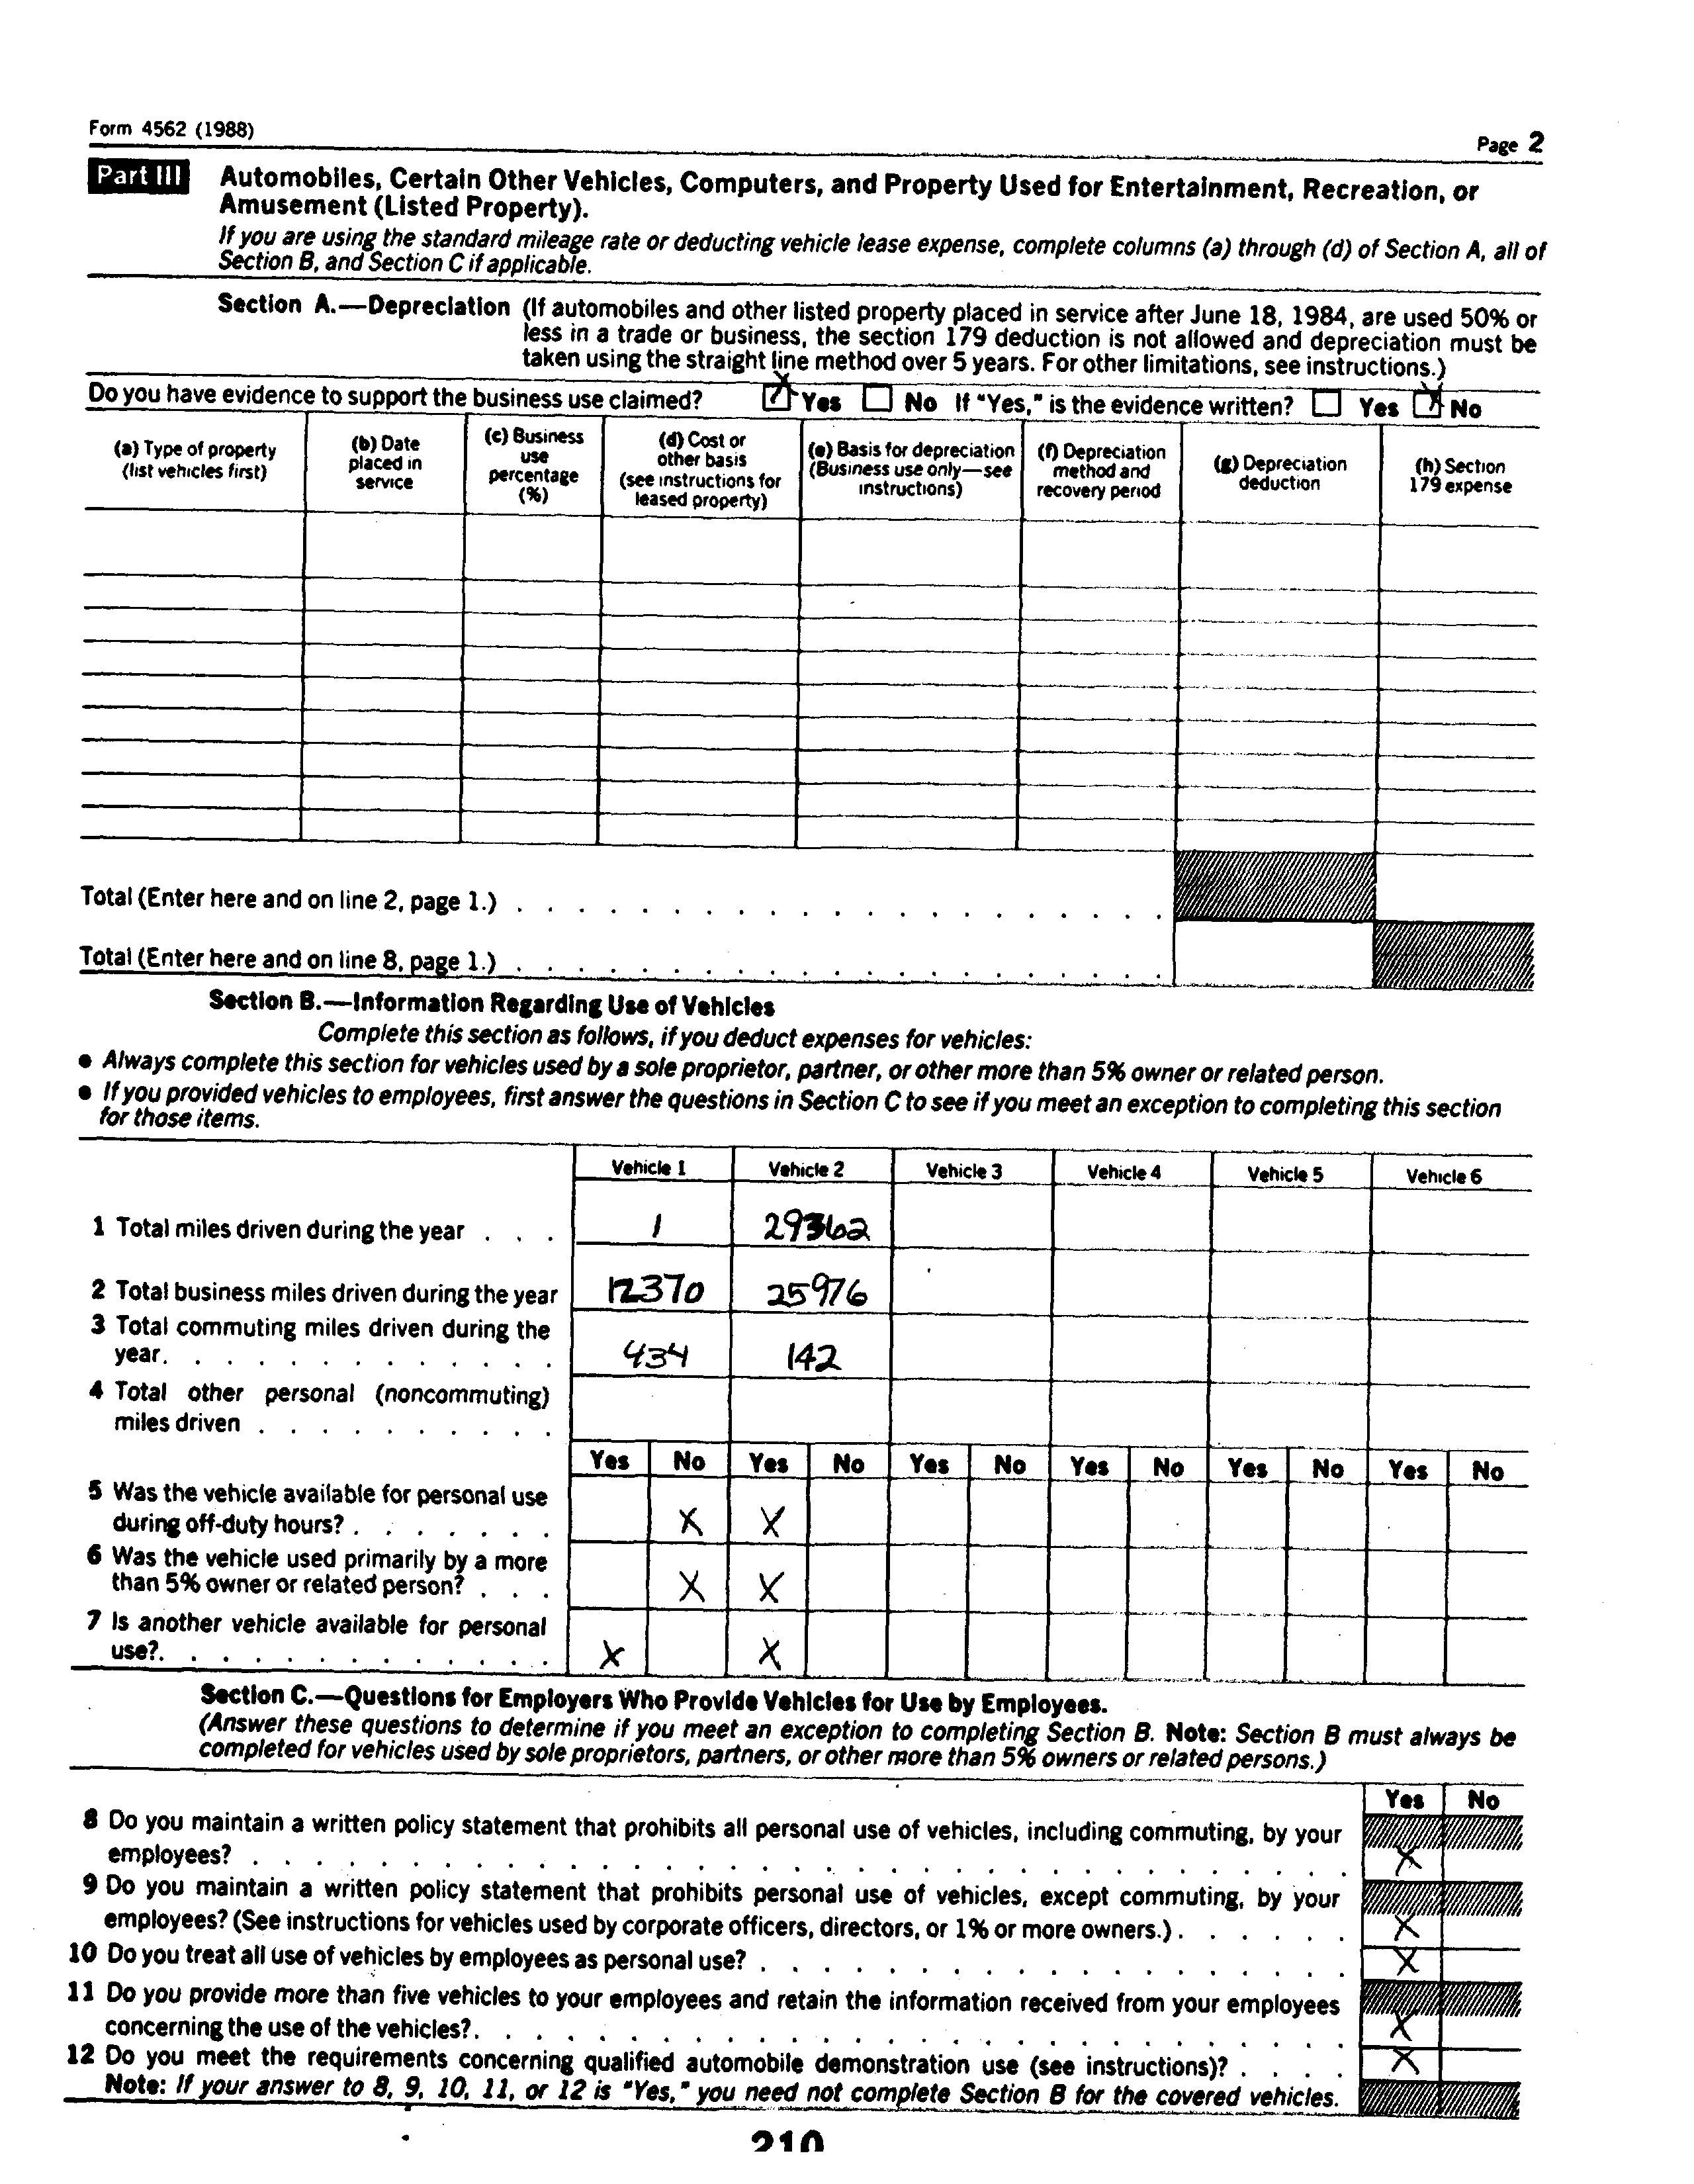 Form 4562 (1988)
Page 2
Part III Automobiles, Certain Other Vehicles, Computers, and Property Used for Entertainment, Recreation, or
Amusement (Listed Property).
If you are using the standard mileage rate or deducting vehicle lease expense, complete columns (a) through (d) of Section A, all of
Section B, and Section C if applicable.
Section A.—Depreciation (If automobiles and other listed property placed in service after June 18, 1984, are used 50% or
less in a trade or business, the section 179 deduction is not allowed and depreciation must be
taken using the straight line method over 5 years. For other limitations, see instructions.)
Do you have evidence to support the business use claimed? X Yes No If "Yes," is the evidence written? Yes X No
(a) Type of property
(list vehicles first)
(b) Date
placed in
service
(c) Business
use
percentage
(%)
(d) Cost or
other basis
(see instructions for
leased property)
(e) Basis for depreciation
(Business use only—see
instructions)
(f) Depreciation
method and
recovery period
(g) Depreciation
deduction
(h) Section
179 expense
Total (Enter here and on line 2, page 1.) . . . . . . . . . . . . . . . . . . . . .
Total (Enter here and on line 8, page 1.) . . . . . . . . . . . . . . . . . . . . .
Section B.—Information Regarding Use of Vehicles
Complete this section as follows, if you deduct expenses for vehicles:
● Always complete this section for vehicles used by a sole proprietor, partner, or other more than 5% owner or related person.
● If you provided vehicles to employees, first answer the questions in Section C to see if you meet an exception to completing this section
for those items.
Vehicle 1 Vehicle 2 Vehicle 3 Vehicle 4 Vehicle 5 Vehicle 6
1 Total miles driven during the year . . . 1 29362
2 Total business miles driven during the year 12370 25976
3 Total commuting miles driven during the
year. . . . . . . . . . . . . 434 142
4 Total other personal (noncommuting)
miles driven . . . . . . . . . .
Yes No Yes No Yes No Yes No Yes No Yes No
5 Was the vehicle available for personal use
during off-duty hours? . . . . . . . X X
6 Was the vehicle used primarily by a more
than 5% owner or related person? . . . X X
7 Is another vehicle available for personal
use?. . . . . . . . . . . . . X X
Section C.—Questions for Employers Who Provide Vehicles for Use by Employees.
(Answer these questions to determine if you meet an exception to completing Section B. Note: Section B must always be
completed for vehicles used by sole proprietors, partners, or other more than 5% owners or related persons.)
Yes No
8 Do you maintain a written policy statement that prohibits all personal use of vehicles, including commuting, by your
employees? . . . . . . . . . . . . . . . . . . . . . . . . . . . . . . . . . . . X
9 Do you maintain a written policy statement that prohibits personal use of vehicles, except commuting, by your
employees? (See instructions for vehicles used by corporate officers, directors, or 1% or more owners.) . . . . . . X
10 Do you treat all use of vehicles by employees as personal use? . . . . . . . . . . . . . . . . . . . X
11 Do you provide more than five vehicles to your employees and retain the information received from your employees
concerning the use of the vehicles?. . . . . . . . . . . . . . . . . . . . . . . . . . . . X
12 Do you meet the requirements concerning qualified automobile demonstration use (see instructions)? . . . . X
Note: If your answer to 8, 9, 10, 11, or 12 is "Yes," you need not complete Section B for the covered vehicles.
210